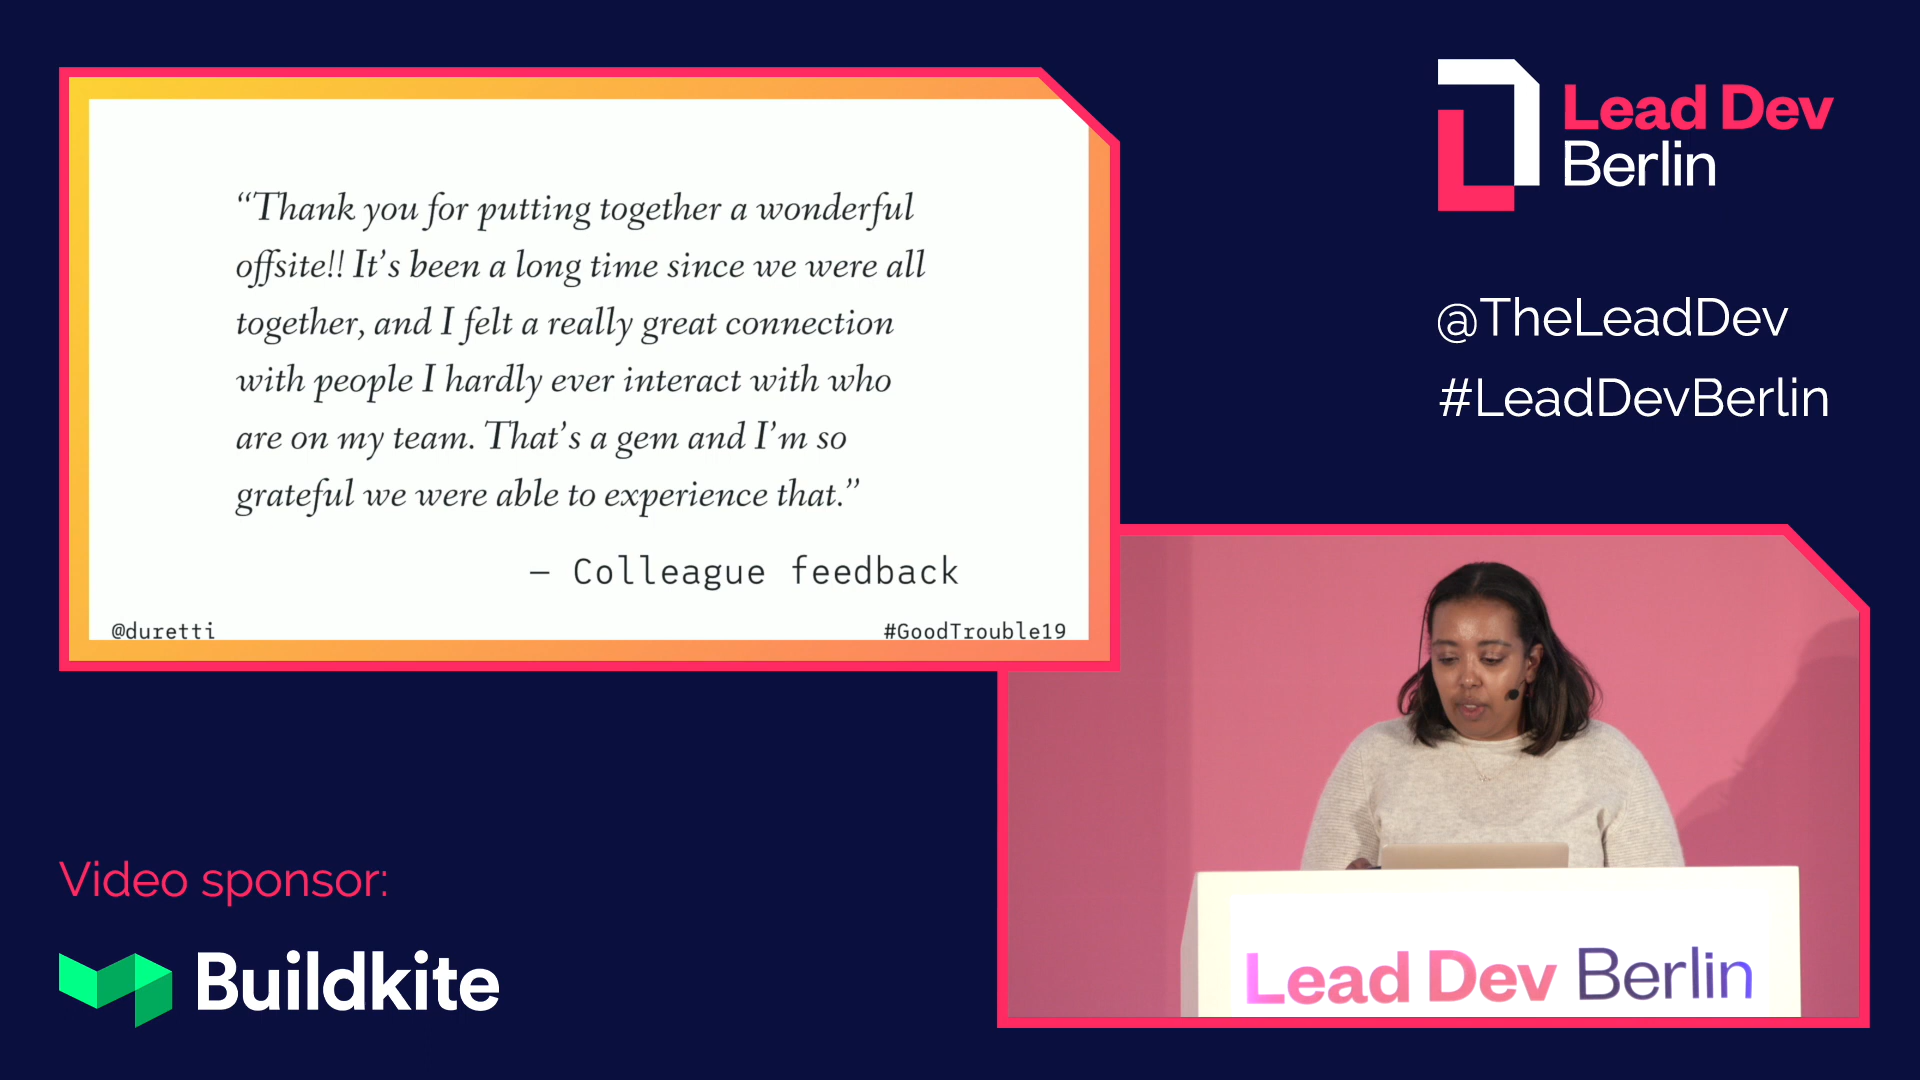 “Thank you for putting together a wonderful
offsite!! It’s been a long time since we were all
together, and I felt a really great connection
with people I hardly ever interact with who
are on my team. That’s a gem and I’m so
grateful we were able to experience that.”
— Colleague feedback
@duretti
#GoodTrouble19
Lead Dev
Berlin
@TheLeadDev
#LeadDevBerlin
Video sponsor:
Buildkite
Lead Dev Berlin